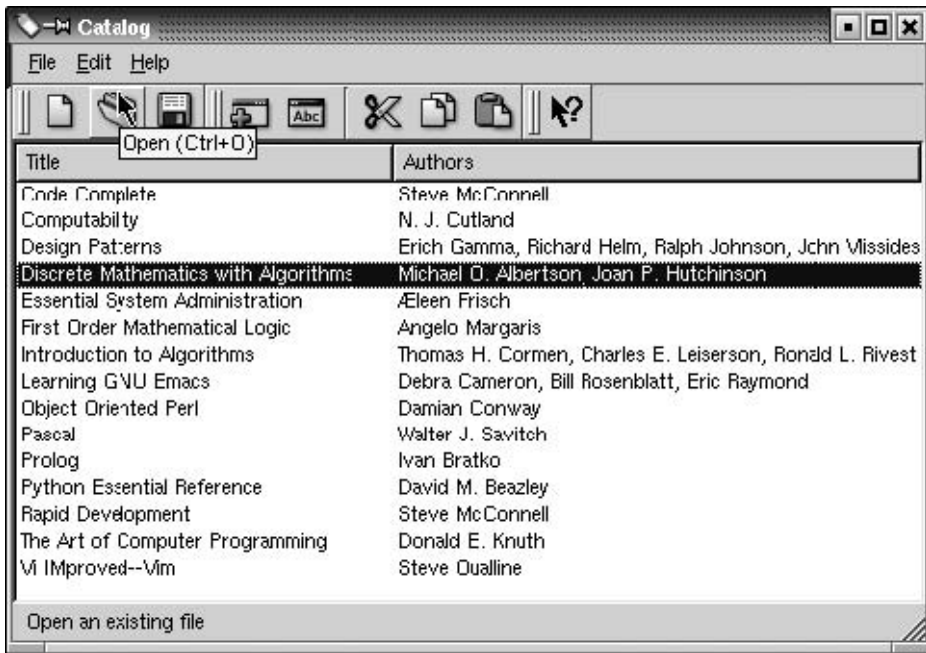 Catalog
File Edit Help
Abc
Open (Ctrl+O)
Title Authors
Code Complete Steve McConnell
Computability N. J. Cutland
Design Patterns Erich Gamma, Richard Helm, Ralph Johnson, John Vlissides
Discrete Mathematics with Algorithms Michael O. Albertson, Joan P. Hutchinson
Essential System Administration Æleen Frisch
First Order Mathematical Logic Angelo Margaris
Introduction to Algorithms Thomas H. Cormen, Charles E. Leiserson, Ronald L. Rivest
Learning GNU Emacs Debra Cameron, Bill Rosenblatt, Eric Raymond
Object Oriented Perl Damian Conway
Pascal Walter J. Savitch
Prolog Ivan Bratko
Python Essential Reference David M. Beazley
Rapid Development Steve McConnell
The Art of Computer Programming Donald E. Knuth
Vi IMproved--Vim Steve Oualline
Open an existing file